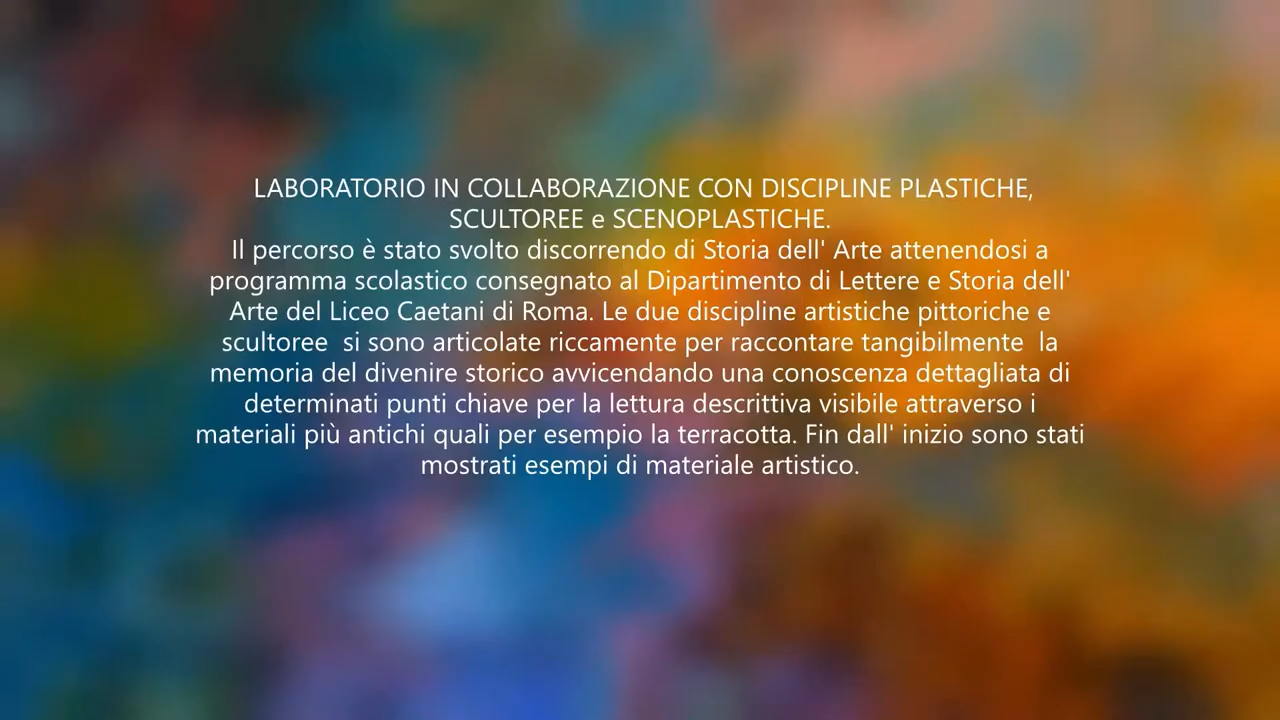 LABORATORIO IN COLLABORAZIONE CON DISCIPLINE PLASTICHE,
SCULTOREE e SCENOPLASTICHE.
Il percorso è stato svolto discorrendo di Storia dell' Arte attenendosi a
programma scolastico consegnato al Dipartimento di Lettere e Storia dell'
Arte del Liceo Caetani di Roma. Le due discipline artistiche pittoriche e
scultoree  si sono articolate riccamente per raccontare tangibilmente  la
memoria del divenire storico avvicendando una conoscenza dettagliata di
determinati punti chiave per la lettura descrittiva visibile attraverso i
materiali più antichi quali per esempio la terracotta. Fin dall' inizio sono stati
mostrati esempi di materiale artistico.